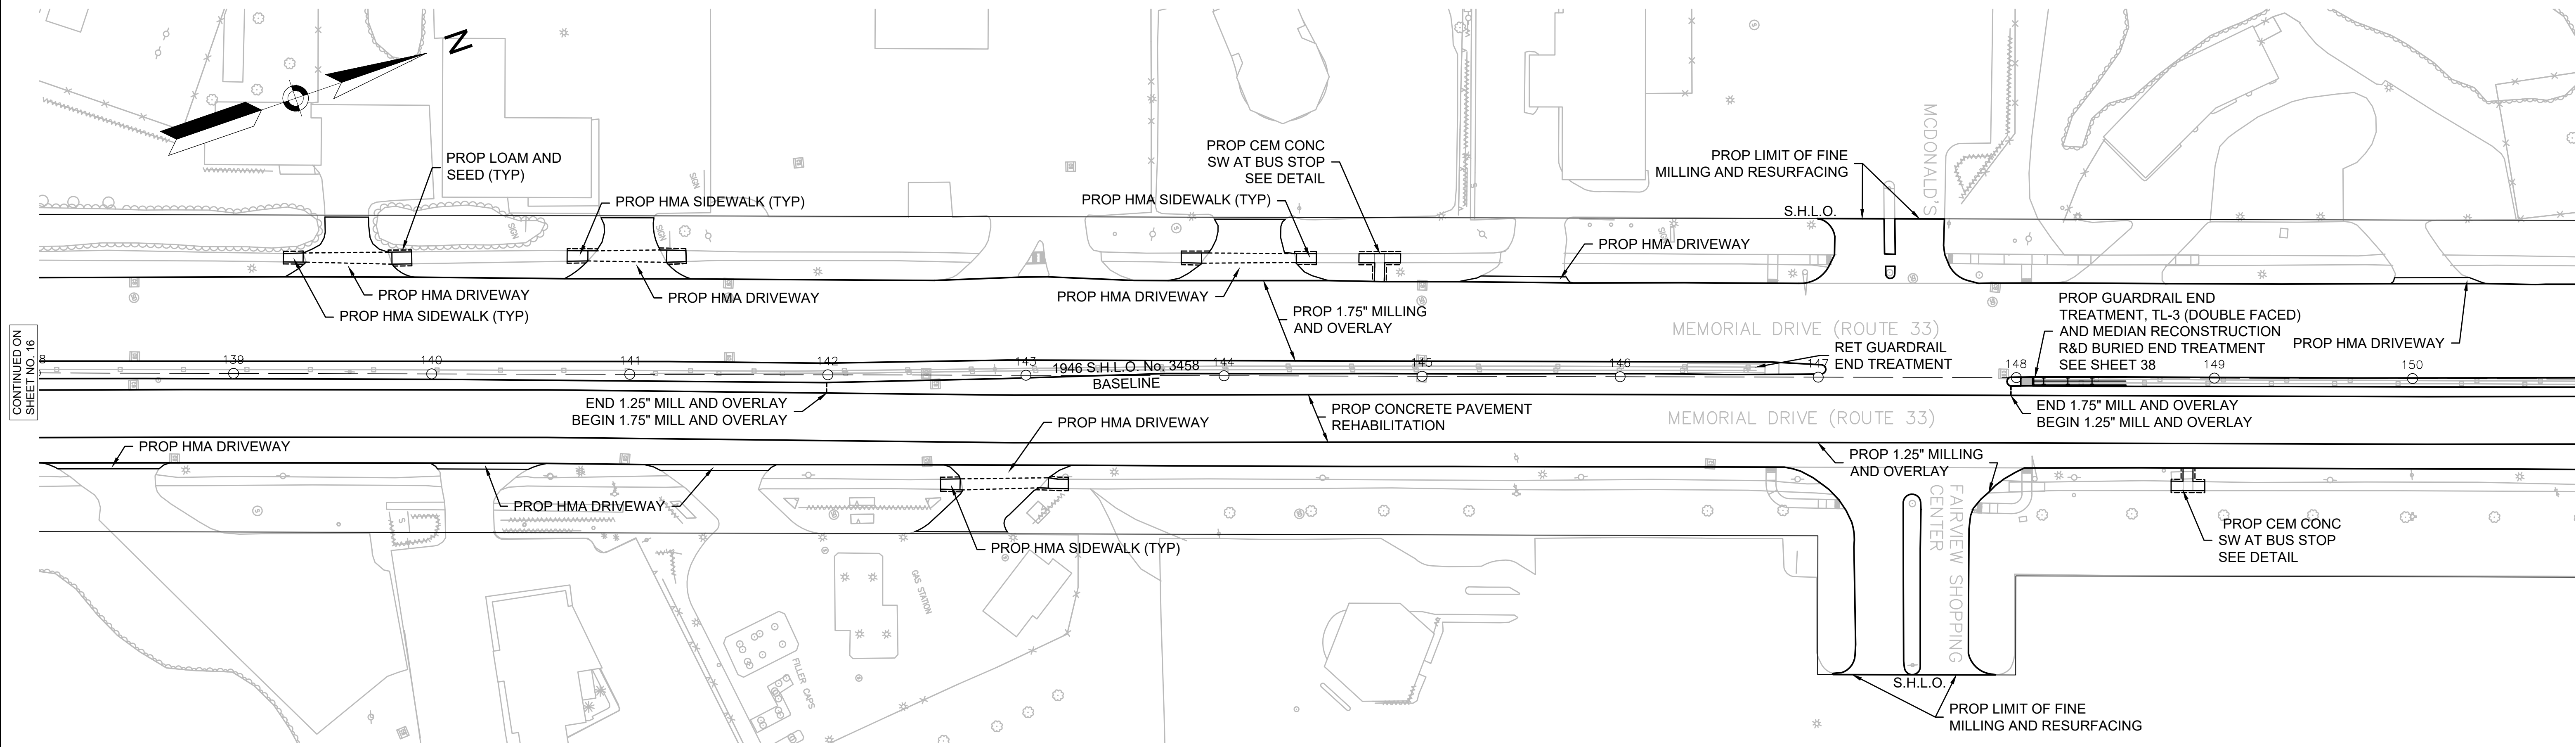 N
PROP LOAM AND
SEED (TYP)
SIGN
PROP HMA SIDEWALK (TYP)
SIGN
PROP CEM CONC
SW AT BUS STOP
SEE DETAIL
PROP HMA SIDEWALK (TYP)
PROP LIMIT OF FINE
MILLING AND RESURFACING
MCDONALD'S
S.H.L.O.
SIGN
SIGN
PROP HMA DRIVEWAY
PROP HMA DRIVEWAY
PROP HMA SIDEWALK (TYP)
PROP HMA DRIVEWAY
PROP HMA DRIVEWAY
PROP 1.75" MILLING
AND OVERLAY
MEMORIAL DRIVE (ROUTE 33)
RET GUARDRAIL
END TREATMENT
PROP GUARDRAIL END
TREATMENT, TL-3 (DOUBLE FACED)
AND MEDIAN RECONSTRUCTION
R&D BURIED END TREATMENT
SEE SHEET 38
PROP HMA DRIVEWAY
CONTINUED ON
SHEET NO. 16
8
139
140
141
142
143
144
145
146
147
148
149
150
1946 S.H.L.O. No. 3458
BASELINE
END 1.25" MILL AND OVERLAY
BEGIN 1.75" MILL AND OVERLAY
PROP CONCRETE PAVEMENT
REHABILITATION
MEMORIAL DRIVE (ROUTE 33)
END 1.75" MILL AND OVERLAY
BEGIN 1.25" MILL AND OVERLAY
PROP HMA DRIVEWAY
PROP HMA DRIVEWAY
PROP 1.25" MILLING
AND OVERLAY
PROP HMA DRIVEWAY
PROP HMA SIDEWALK (TYP)
FAIRVIEW SHOPPING
CENTER
PROP CEM CONC
SW AT BUS STOP
SEE DETAIL
GAS STATION
FILLER CAPS
S.H.L.O.
PROP LIMIT OF FINE
MILLING AND RESURFACING